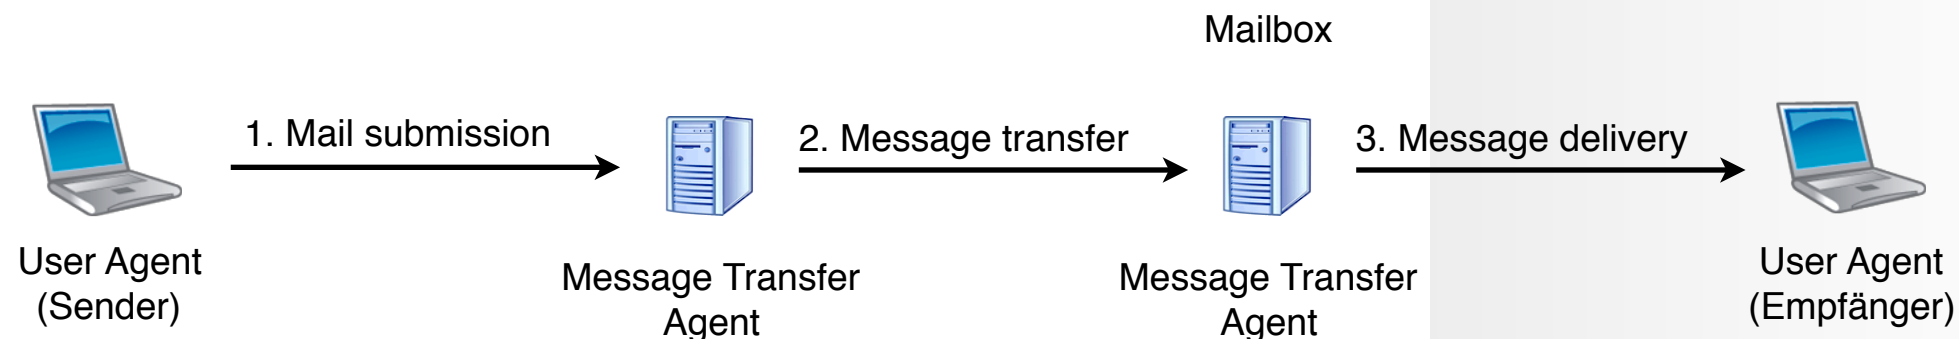 Mailbox
1. Mail submission
2. Message transfer
3. Message delivery
User Agent
(Sender)
Message Transfer
Agent
Message Transfer
Agent
User Agent
(Empfänger)